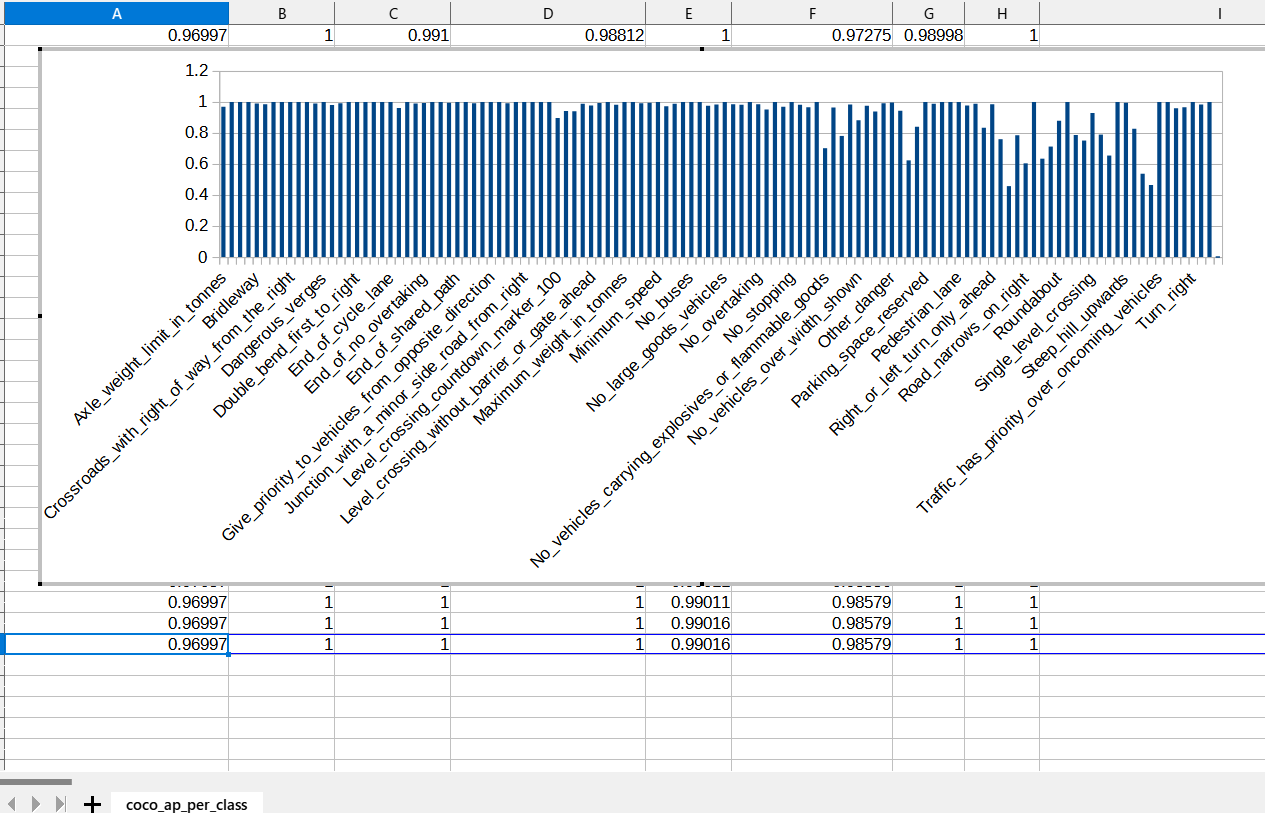 A B C D E F G H I
0.96997 1 0.991 0.98812 1 0.97275 0.98998 1
1.2
1
0.8
0.6
0.4
0.2
0
Axle_weight_limit_in_tonnes
Bridleway
Crossroads_with_right_of_way_from_the_right
Dangerous_verges
Double_bend_first_to_right
End_of_cycle_lane
End_of_no_overtaking
End_of_shared_path
Give_priority_to_vehicles_from_opposite_direction
Junction_with_a_minor_side_road_from_right
Level_crossing_countdown_marker_100
Level_crossing_without_barrier_or_gate_ahead
Maximum_weight_in_tonnes
Minimum_speed
No_buses
No_large_goods_vehicles
No_overtaking
No_stopping
No_vehicles_carrying_explosives_or_flammable_goods
No_vehicles_over_width_shown
Other_danger
Parking_space_reserved
Pedestrian_lane
Right_or_left_turn_only_ahead
Road_narrows_on_right
Roundabout
Single_level_crossing
Steep_hill_upwards
Traffic_has_priority_over_oncoming_vehicles
Turn_right
0.96997 1 1 1 0.99011 0.98579 1 1
0.96997 1 1 1 0.99016 0.98579 1 1
0.96997 1 1 1 0.99016 0.98579 1 1
coco_ap_per_class